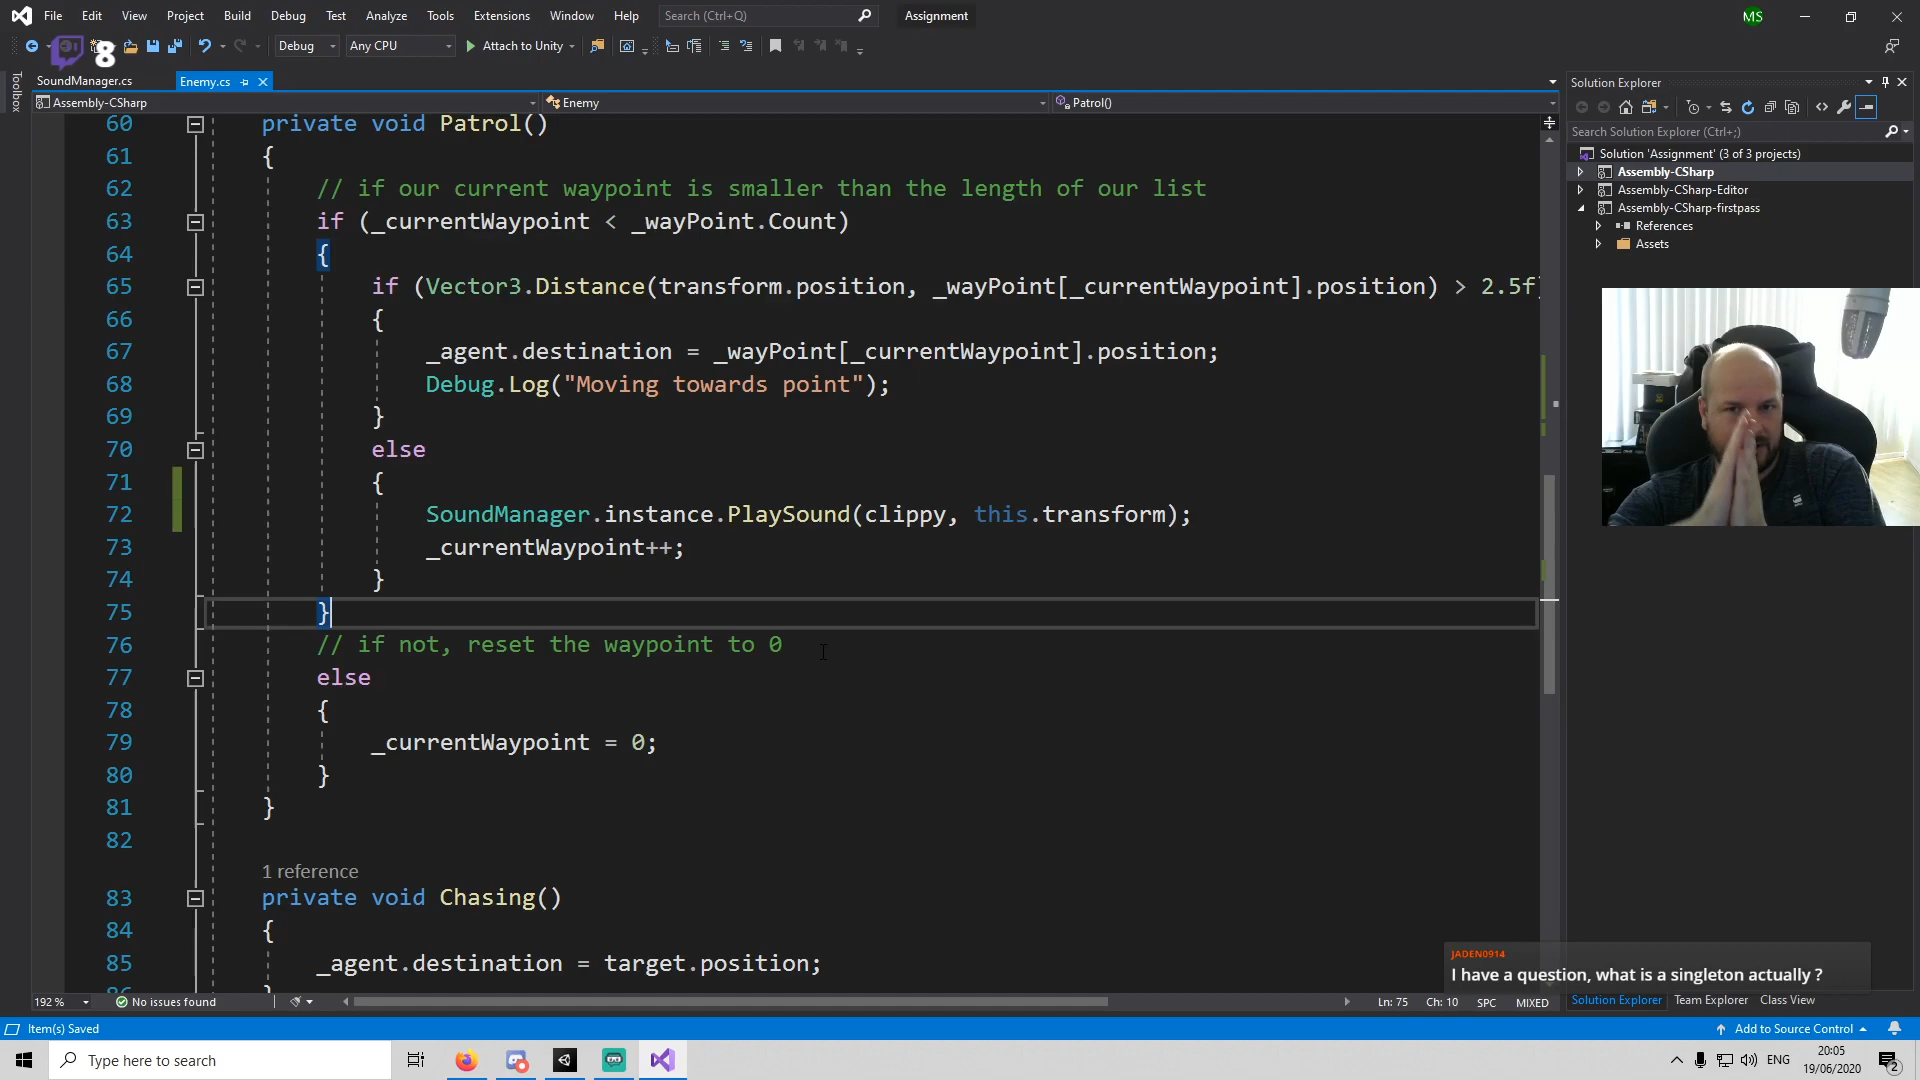 File Edit View Project Build Debug Test Analyze Tools Extensions Window Help Search (Ctrl+Q) Assignment MS
8 Debug Any CPU Attach to Unity
SoundManager.cs Enemy.cs
Toolbox
Assembly-CSharp Enemy Patrol()
60 private void Patrol()
61 {
62 // if our current waypoint is smaller than the length of our list
63 if (_currentWaypoint < _wayPoint.Count)
64 {
65 if (Vector3.Distance(transform.position, _wayPoint[_currentWaypoint].position) > 2.5f)
66 {
67 _agent.destination = _wayPoint[_currentWaypoint].position;
68 Debug.Log("Moving towards point");
69 }
70 else
71 {
72 SoundManager.instance.PlaySound(clippy, this.transform);
73 _currentWaypoint++;
74 }
75 }
76 // if not, reset the waypoint to 0
77 else
78 {
79 _currentWaypoint = 0;
80 }
81 }
82
1 reference
83 private void Chasing()
84 {
85 _agent.destination = target.position;
86 }
Solution Explorer
Search Solution Explorer (Ctrl+;)
Solution 'Assignment' (3 of 3 projects)
Assembly-CSharp
Assembly-CSharp-Editor
Assembly-CSharp-firstpass
References
Assets
JADEN0914
I have a question, what is a singleton actually ?
192 % No issues found Ln: 75 Ch: 10 SPC MIXED
Solution Explorer Team Explorer Class View
Item(s) Saved Add to Source Control
Type here to search
ENG 20:05
19/06/2020 2